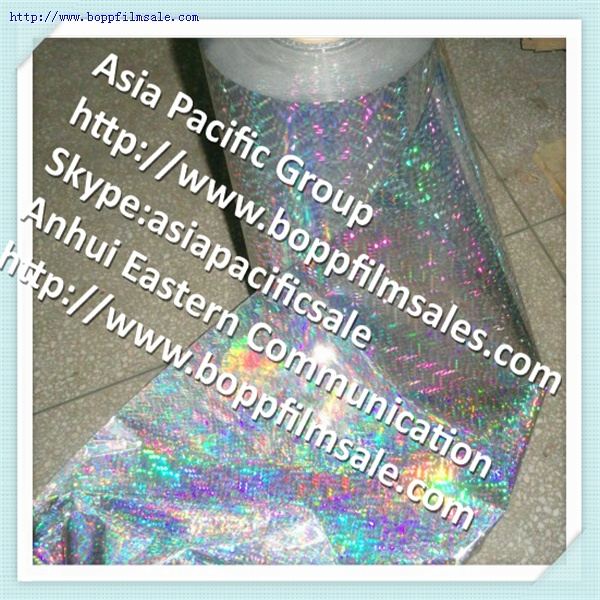 http://www.boppfilmsale.com
Asia Pacific Group
http://www.boppfilmsales.com
Skype:asiapacificsale
Anhui Eastern Communication
http://www.boppfilmsale.com